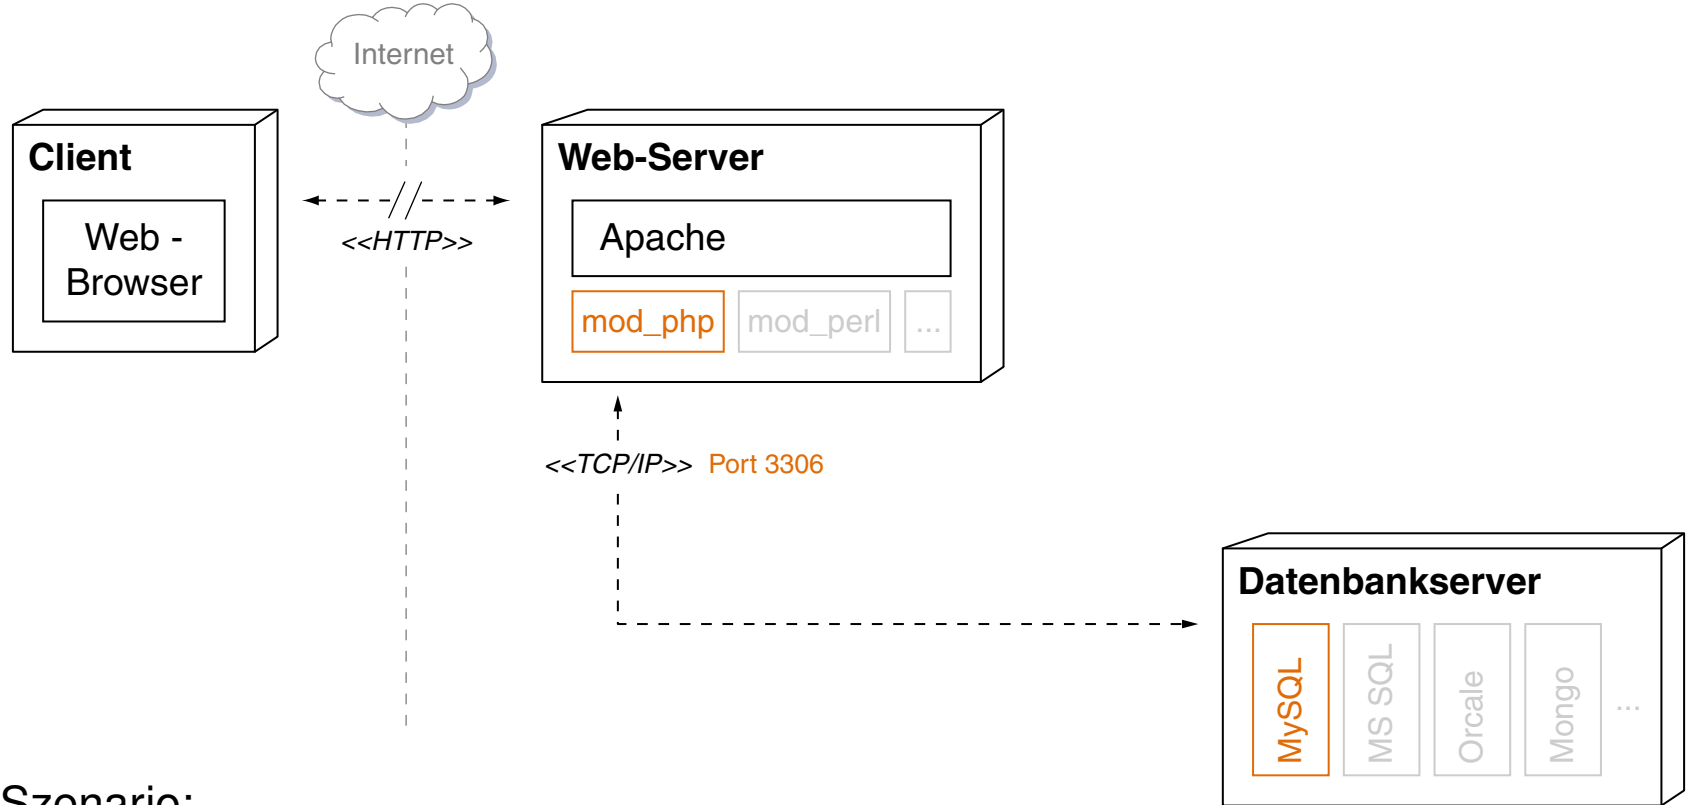 Internet
Client
Web -
Browser
<<HTTP>>
Web-Server
Apache
mod_php
mod_perl
...
<<TCP/IP>> Port 3306
Datenbankserver
MySQL
MS SQL
Orcale
Mongo
...
Szenario: